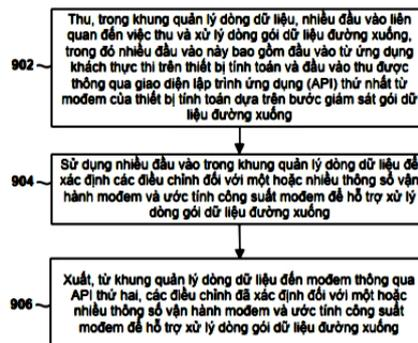 Thu, trong khung quản lý dòng dữ liệu, nhiều đầu vào liên
quan đến việc thu và xử lý dòng gói dữ liệu đường xuống,
trong đó nhiều đầu vào này bao gồm đầu vào từ ứng dụng
khách thực thi trên thiết bị tính toán và đầu vào thu được
thông qua giao diện lập trình ứng dụng (API) thứ nhất từ
môđem của thiết bị tính toán dựa trên bước giám sát gói dữ
liệu đường xuống
902
Sử dụng nhiều đầu vào trong khung quản lý dòng dữ liệu để
xác định các điều chỉnh đối với một hoặc nhiều thông số vận
hành môđem và ước tính công suất môđem để hỗ trợ xử lý
dòng gói dữ liệu đường xuống
904
Xuất, từ khung quản lý dòng dữ liệu đến môđem thông qua
API thứ hai, các điều chỉnh đã xác định đối với một hoặc
nhiều thông số vận hành môđem và ước tính công suất
môđem để hỗ trợ xử lý dòng gói dữ liệu đường xuống
906